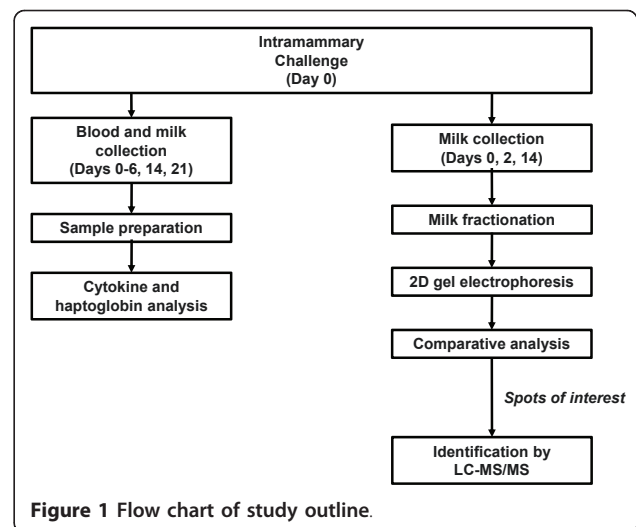 Intramammary
Challenge
(Day 0)
Blood and milk
collection
(Days 0-6, 14, 21)
Sample preparation
Cytokine and
haptoglobin analysis
Milk collection
(Days 0, 2, 14)
Milk fractionation
2D gel electrophoresis
Comparative analysis
Spots of interest
Identification by
LC-MS/MS
Figure 1 Flow chart of study outline.